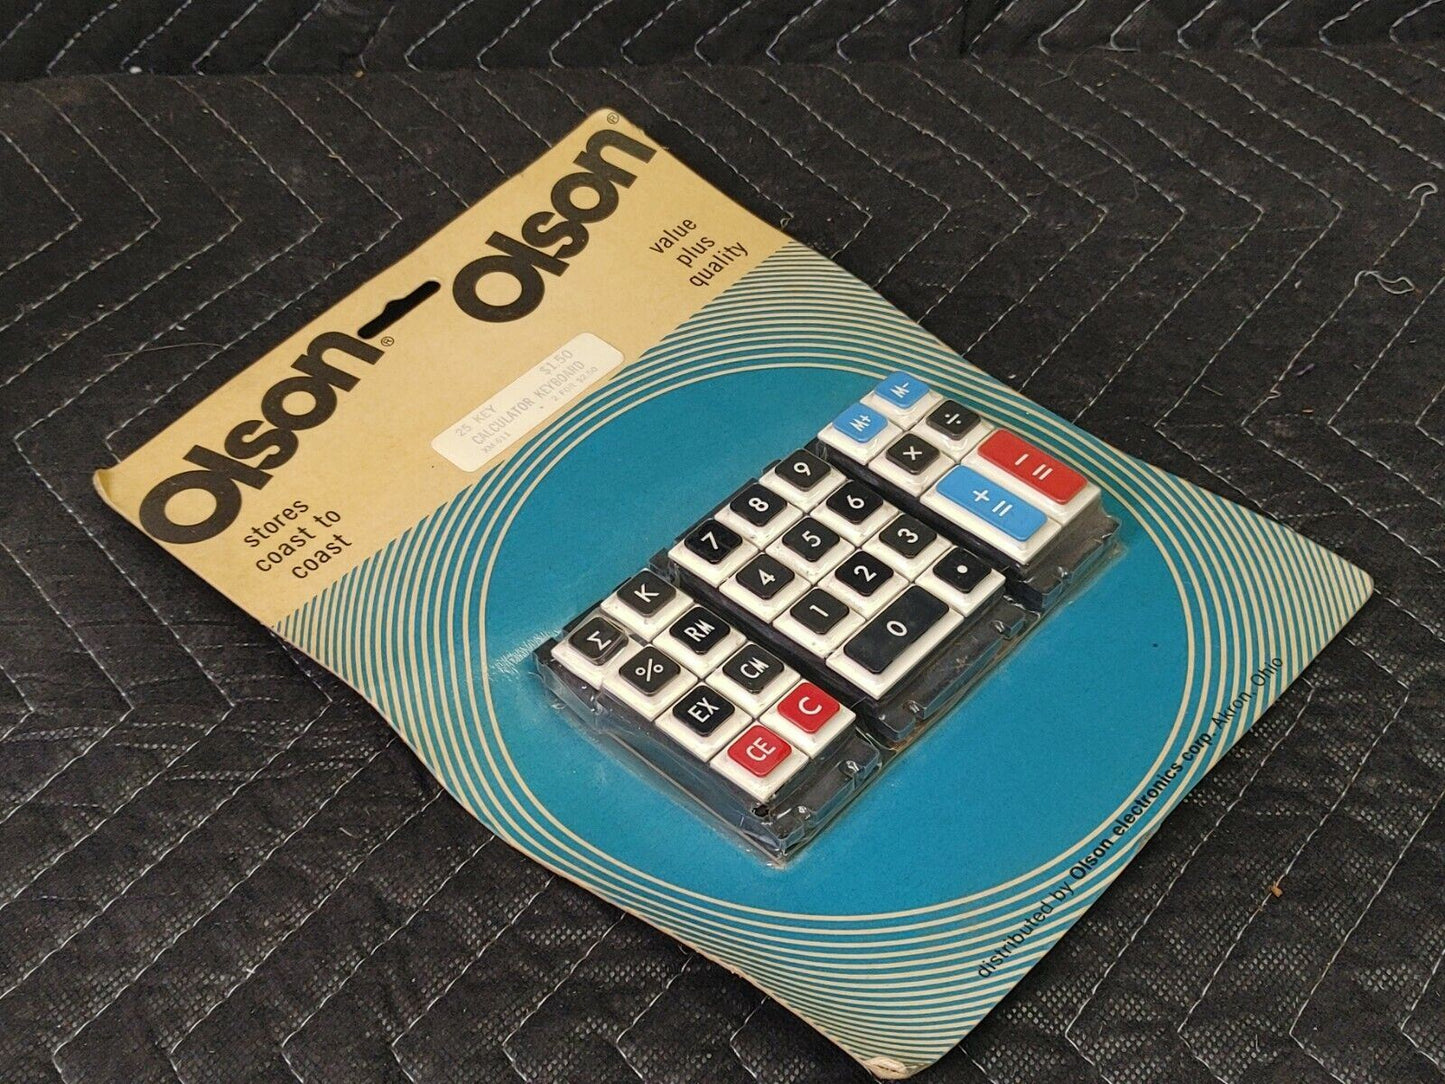 Olson®
Olson®
stores
coast to
coast
value
plus
quality
25 KEY $1.50
CALCULATOR KEYBOARD
XM-511 • 2 FOR $2.50
Σ K
% RM
EX CM
CE C
7 8 9
4 5 6
1 2 3
0 •
M+ M-
× ÷
+= -=
distributed by Olson electronics corp. Akron, Ohio